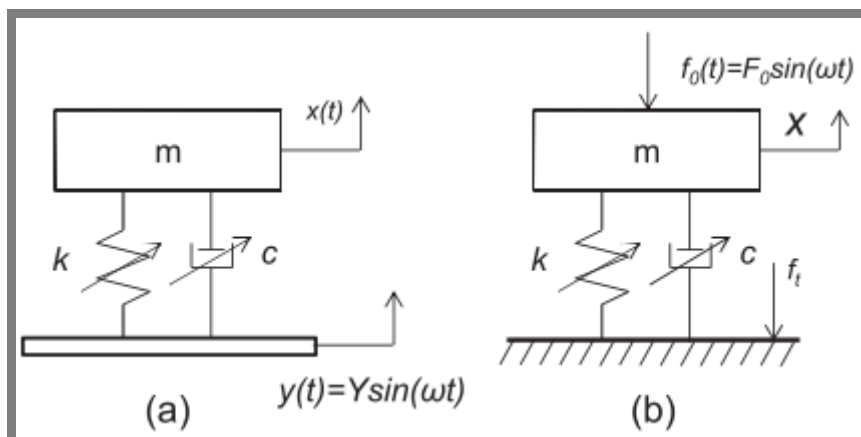 x(t)
m
k
c
y(t)=Ysin(ωt)
(a)
f₀(t)=F₀sin(ωt)
x
m
k
c
fₜ
(b)